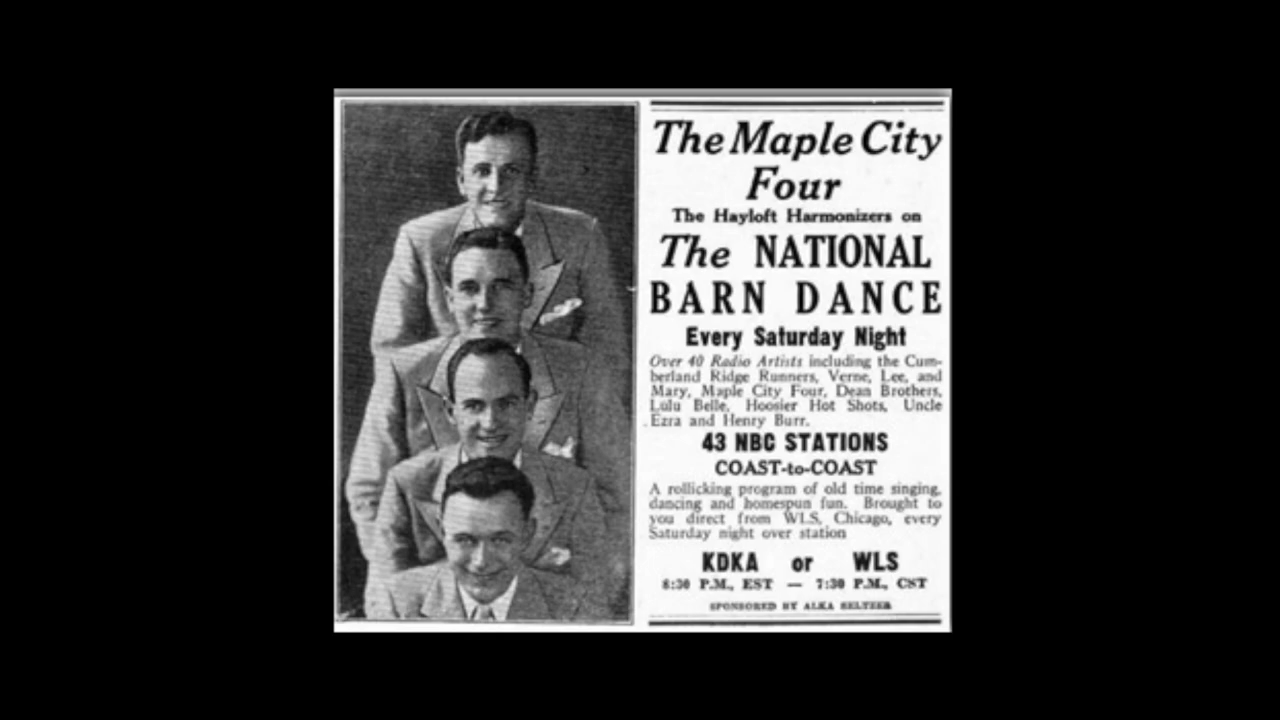 The Maple City
Four
The Hayloft Harmonizers on
The NATIONAL
BARN DANCE
Every Saturday Night
Over 40 Radio Artists including the Cum-
berland Ridge Runners, Verne, Lee, and
Mary, Maple City Four, Dean Brothers,
Lulu Belle, Hoosier Hot Shots, Uncle
Ezra and Henry Burr.
43 NBC STATIONS
COAST-to-COAST
A rollicking program of old time singing,
dancing and homespun fun. Brought to
you direct from WLS, Chicago, every
Saturday night over station
KDKA or WLS
8:30 P.M., EST — 7:30 P.M., CST
SPONSORED BY ALKA SELTZER